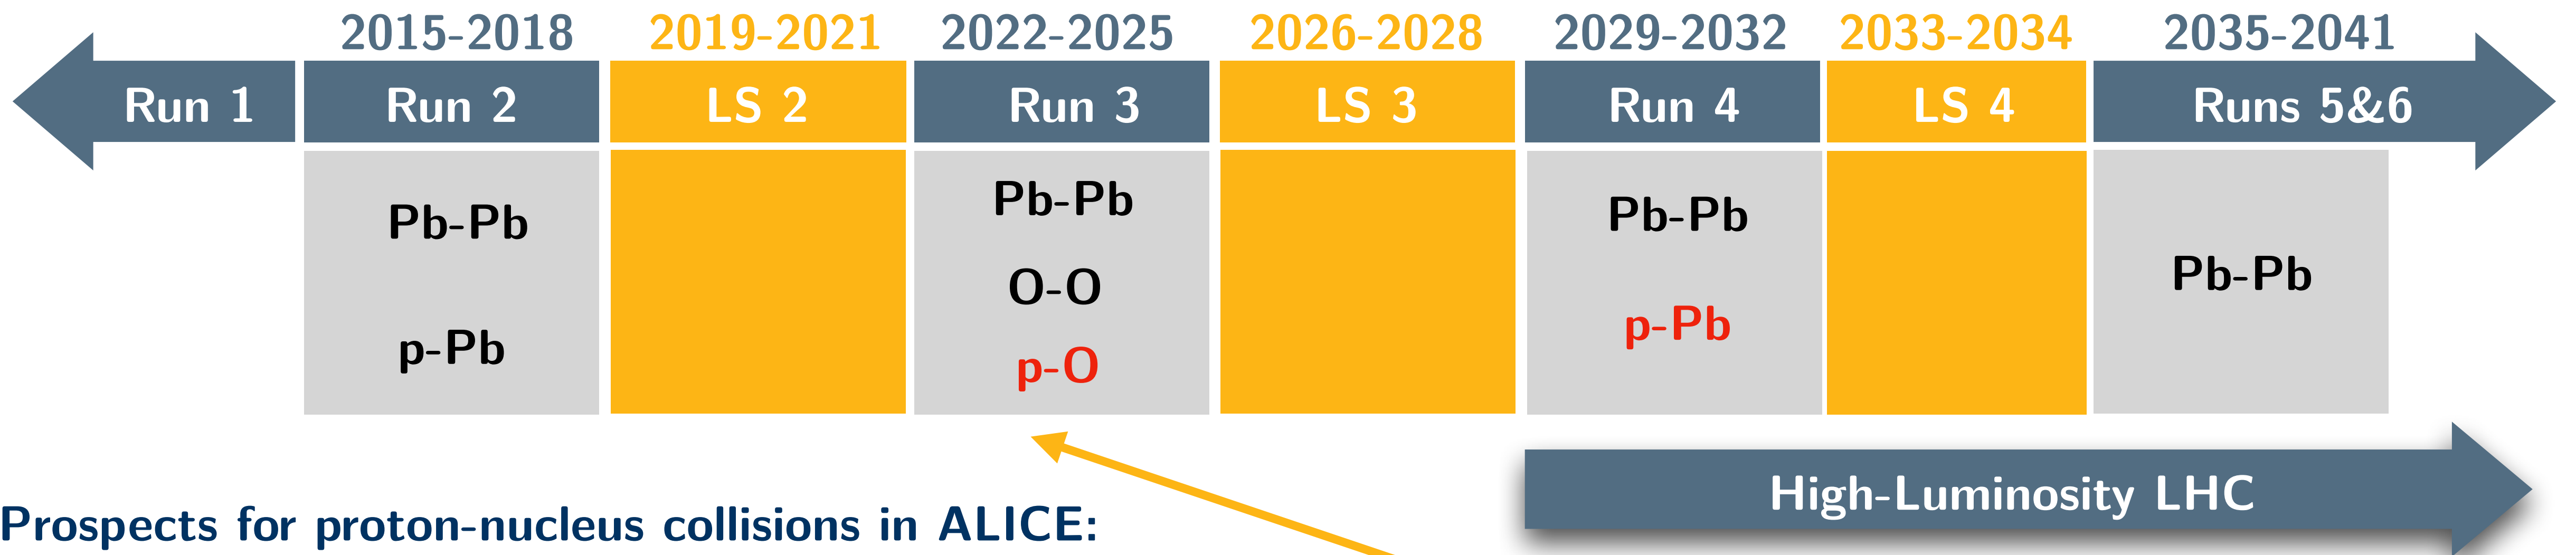 2015-2018 2019-2021 2022-2025 2026-2028 2029-2032 2033-2034 2035-2041
Run 1 Run 2 LS 2 Run 3 LS 3 Run 4 LS 4 Runs 5&6
Pb-Pb
p-Pb
Pb-Pb
O-O
p-O
Pb-Pb
p-Pb
Pb-Pb
High-Luminosity LHC
Prospects for proton-nucleus collisions in ALICE: